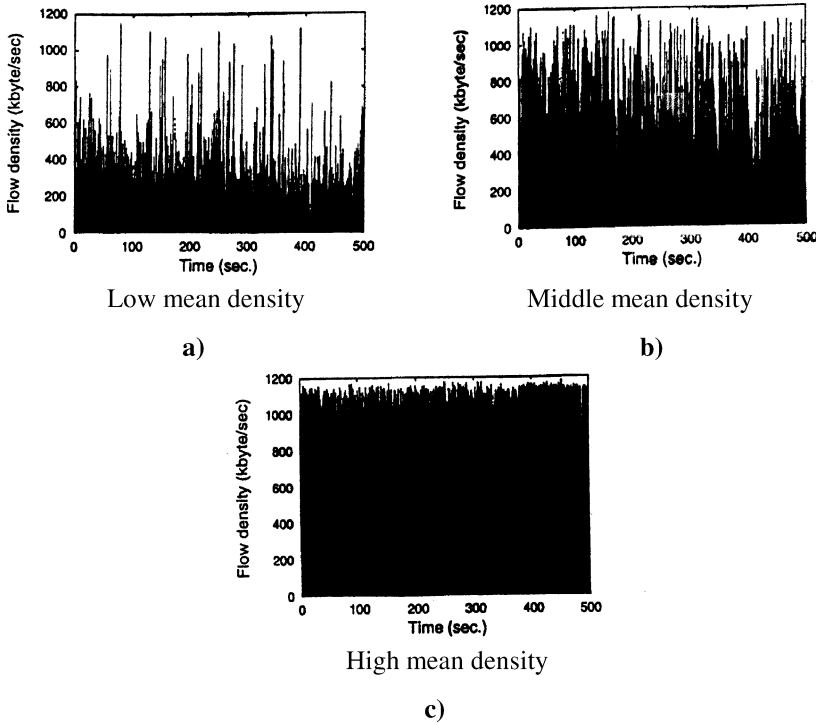 1200
1000
800
600
400
200
0
Flow density (kbyte/sec)
0 100 200 300 400 500
Time (sec.)
Low mean density
a)
1200
1000
800
600
400
200
0
Flow density (kbyte/sec)
0 100 200 300 400 500
Time (sec.)
Middle mean density
b)
1200
1000
800
600
400
200
0
Flow density (kbyte/sec)
0 100 200 300 400 500
Time (sec.)
High mean density
c)